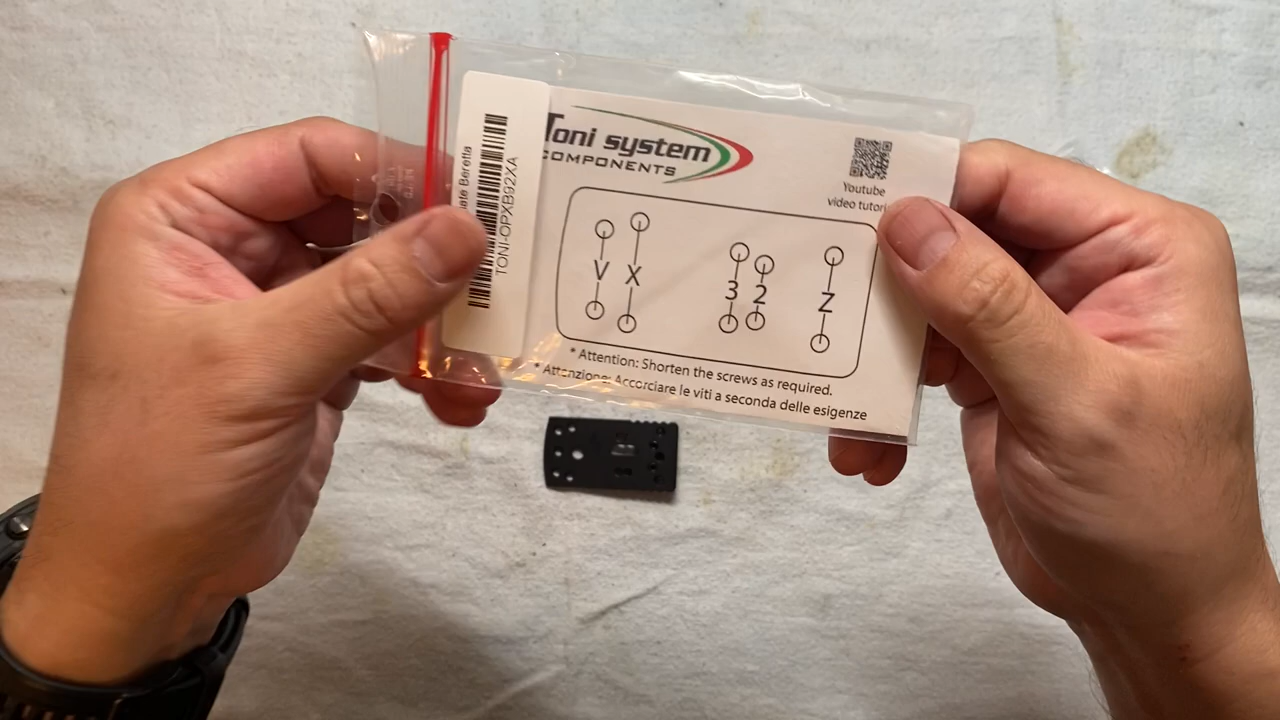 Toni system
COMPONENTS
Youtube
video
Beretta
TONI-OPXB92XA
V X 3 2 Z
* Attention: Shorten the screws as required.
* Attenzione: Accorciare le viti a seconda delle esigenze